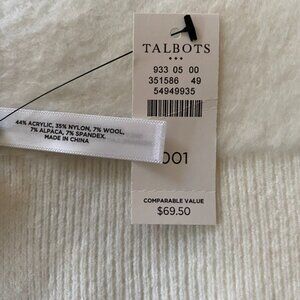 TALBOTS
933 05 00
351586 49
54949935
001
COMPARABLE VALUE
$69.50
44% ACRYLIC, 35% NYLON, 7% WOOL,
7% ALPACA, 7% SPANDEX.
MADE IN CHINA